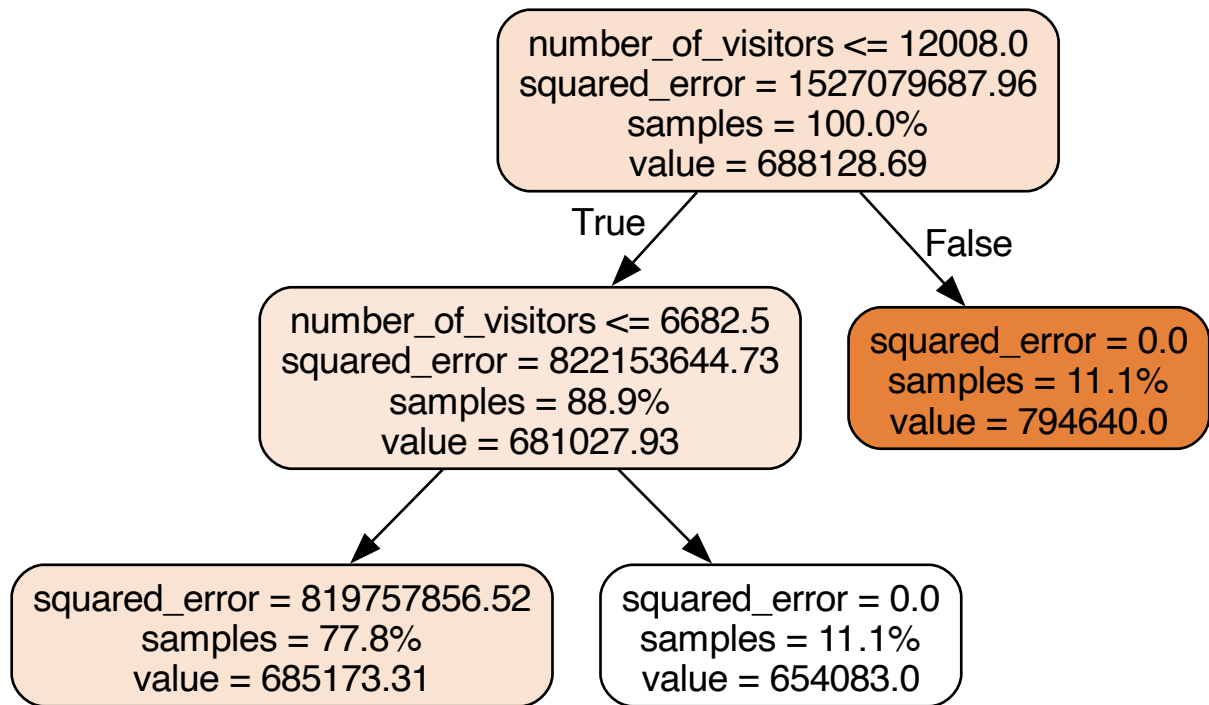 number_of_visitors <= 12008.0
squared_error = 1527079687.96
samples = 100.0%
value = 688128.69
True
False
number_of_visitors <= 6682.5
squared_error = 822153644.73
samples = 88.9%
value = 681027.93
squared_error = 0.0
samples = 11.1%
value = 794640.0
squared_error = 819757856.52
samples = 77.8%
value = 685173.31
squared_error = 0.0
samples = 11.1%
value = 654083.0